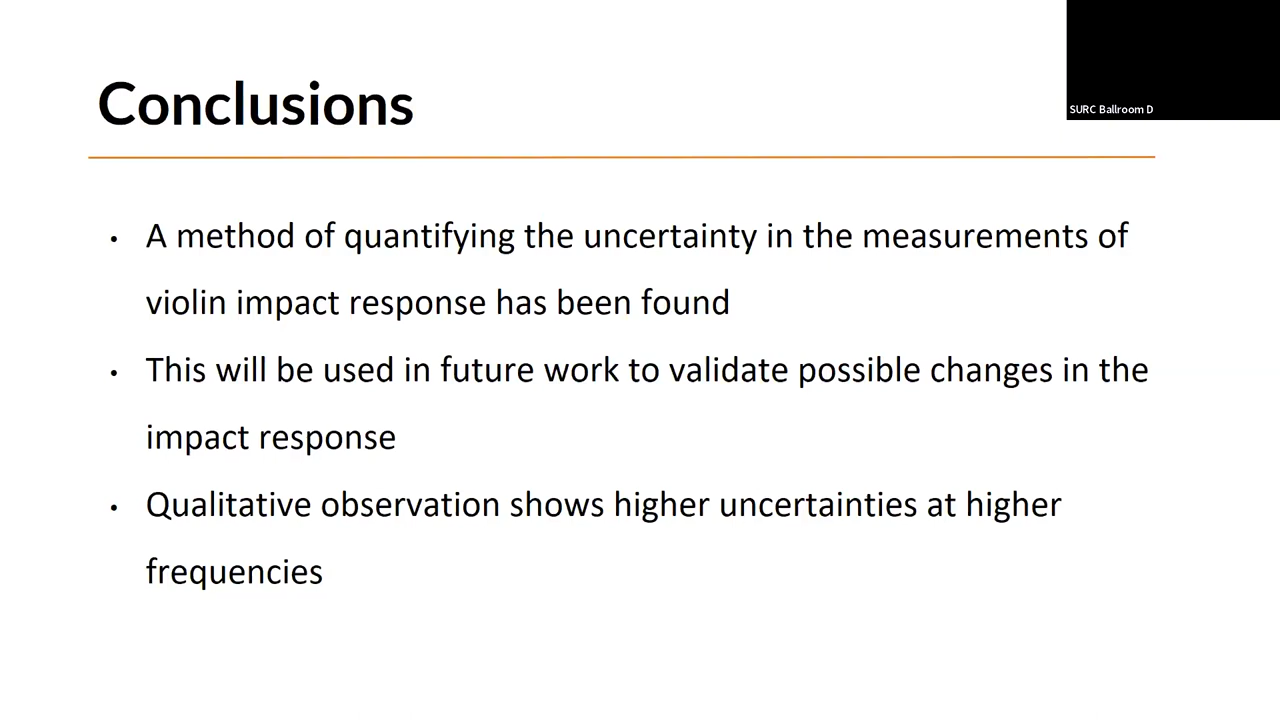 SURC Ballroom D
Conclusions
• A method of quantifying the uncertainty in the measurements of
violin impact response has been found
• This will be used in future work to validate possible changes in the
impact response
• Qualitative observation shows higher uncertainties at higher
frequencies